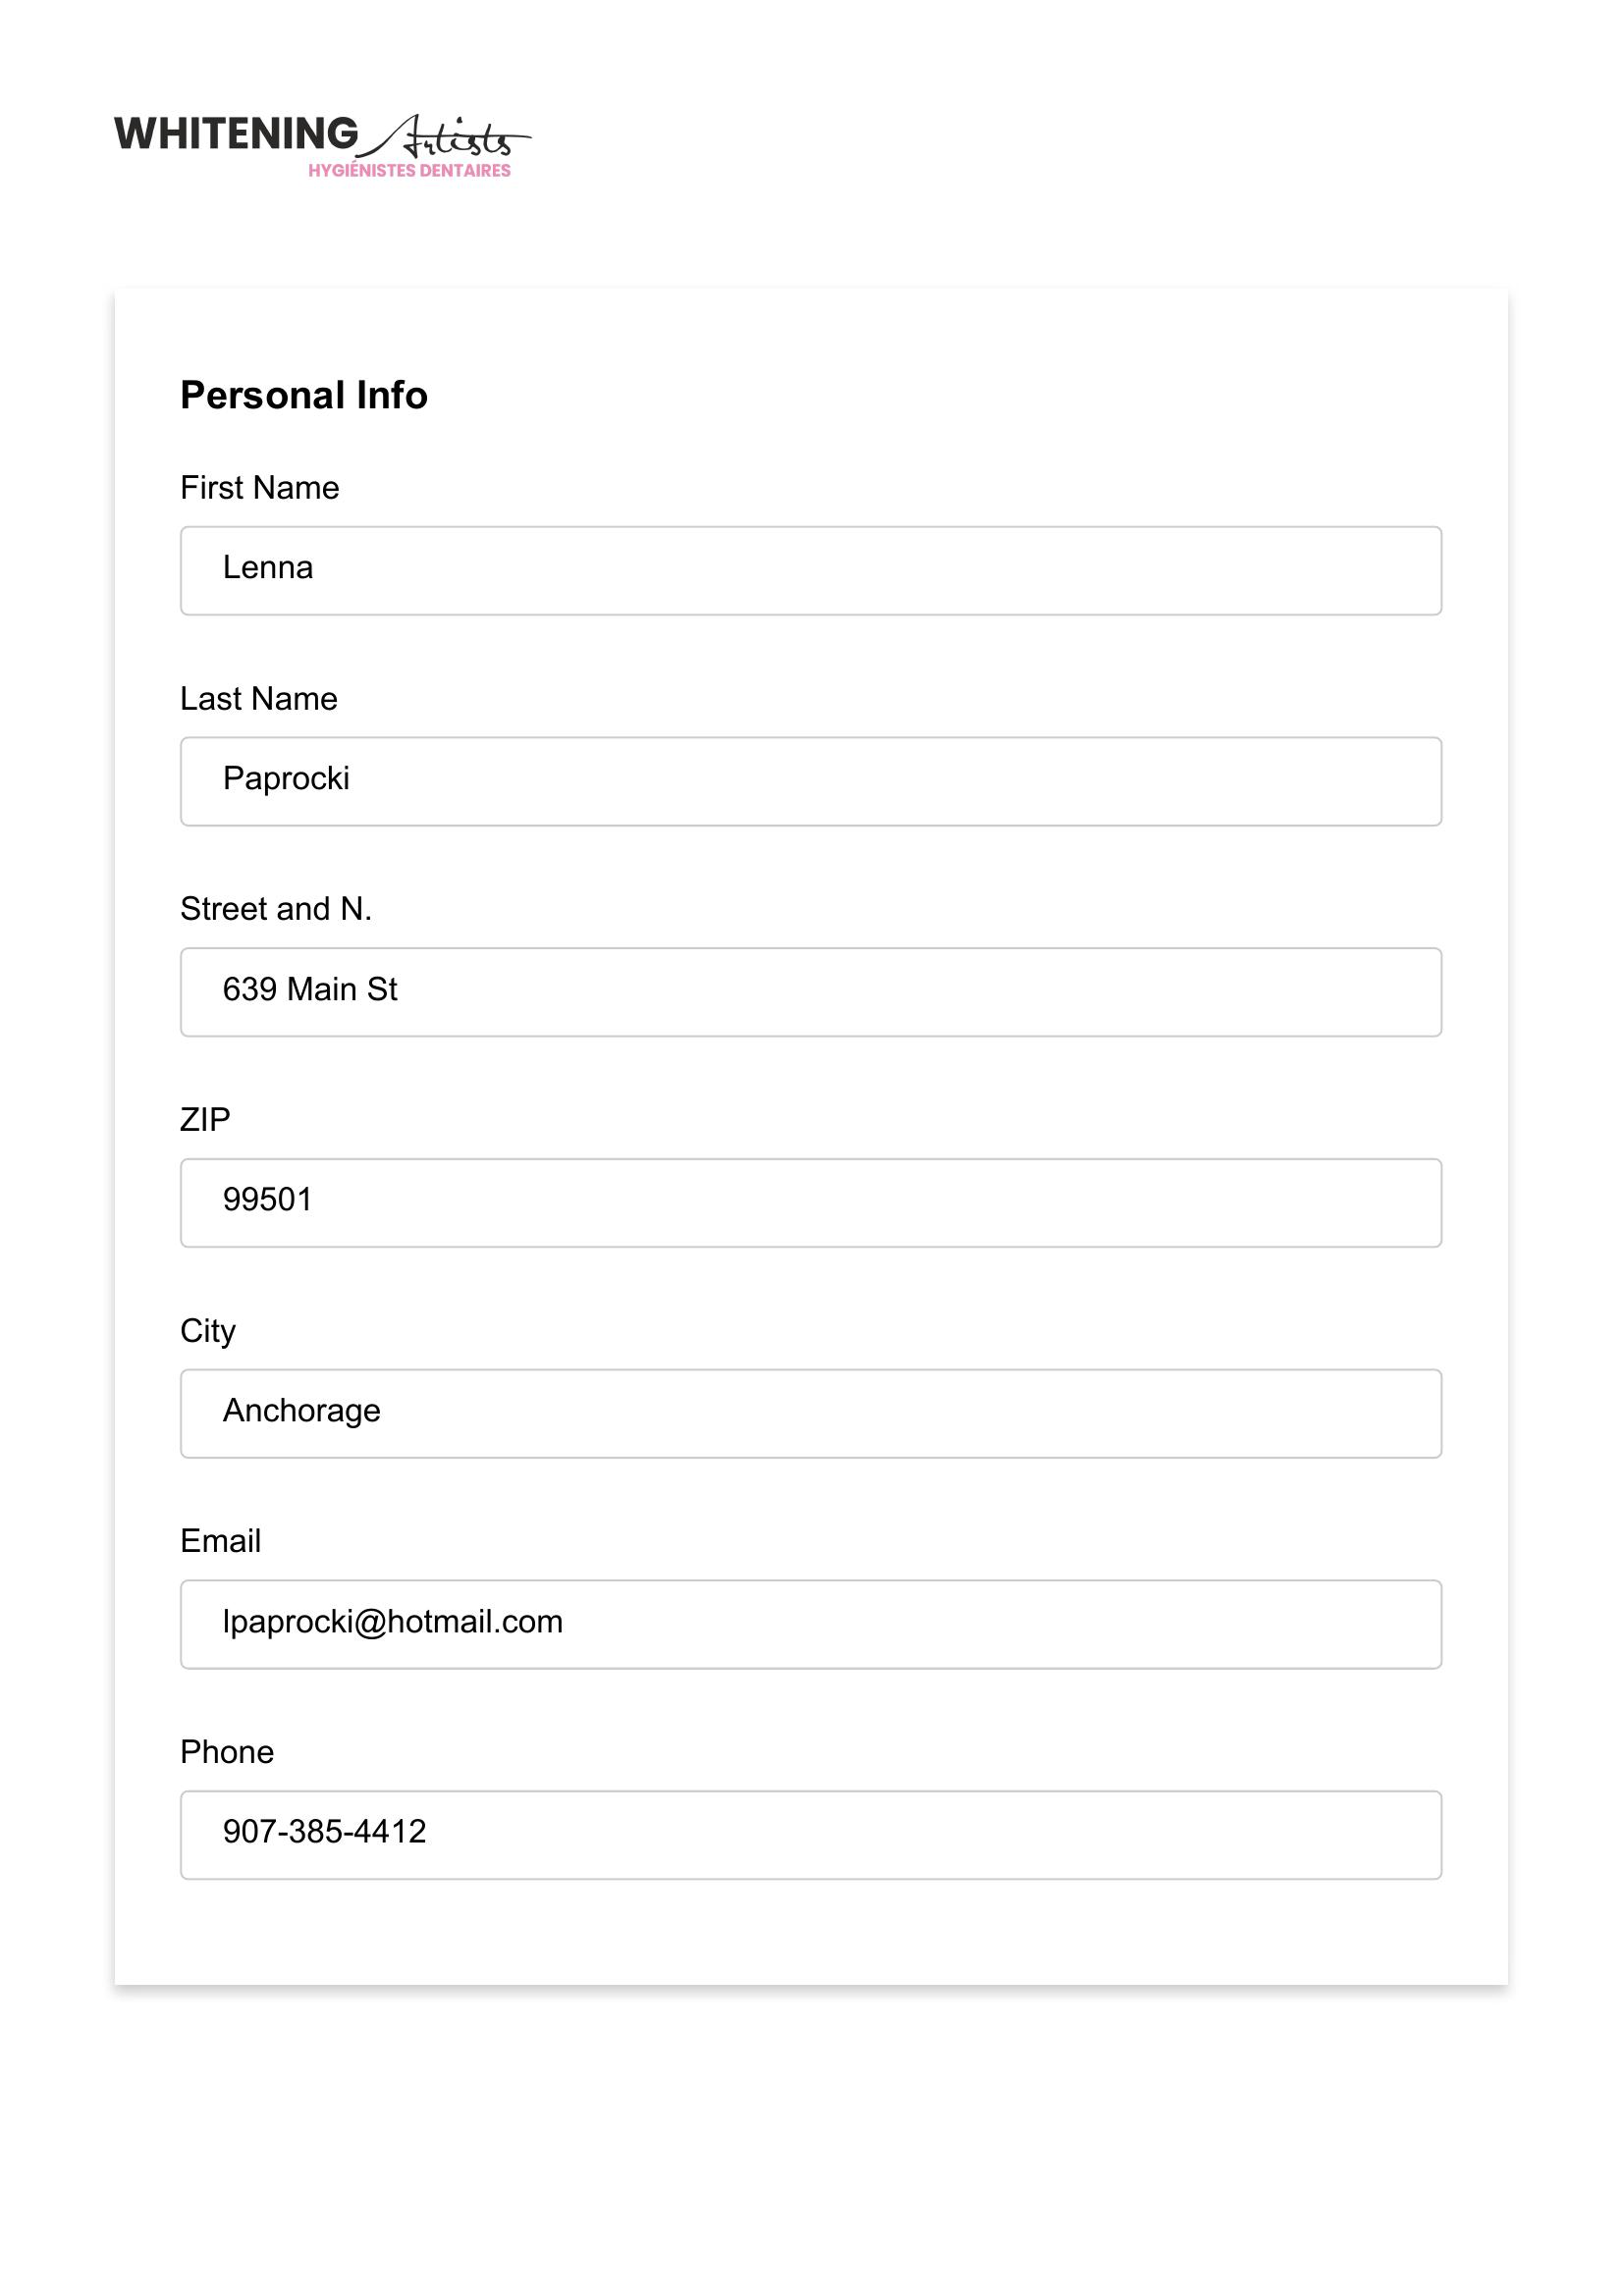 WHITENING Artists
HYGIÉNISTES DENTAIRES
Personal Info
First Name
Lenna
Last Name
Paprocki
Street and N.
639 Main St
ZIP
99501
City
Anchorage
Email
lpaprocki@hotmail.com
Phone
907-385-4412